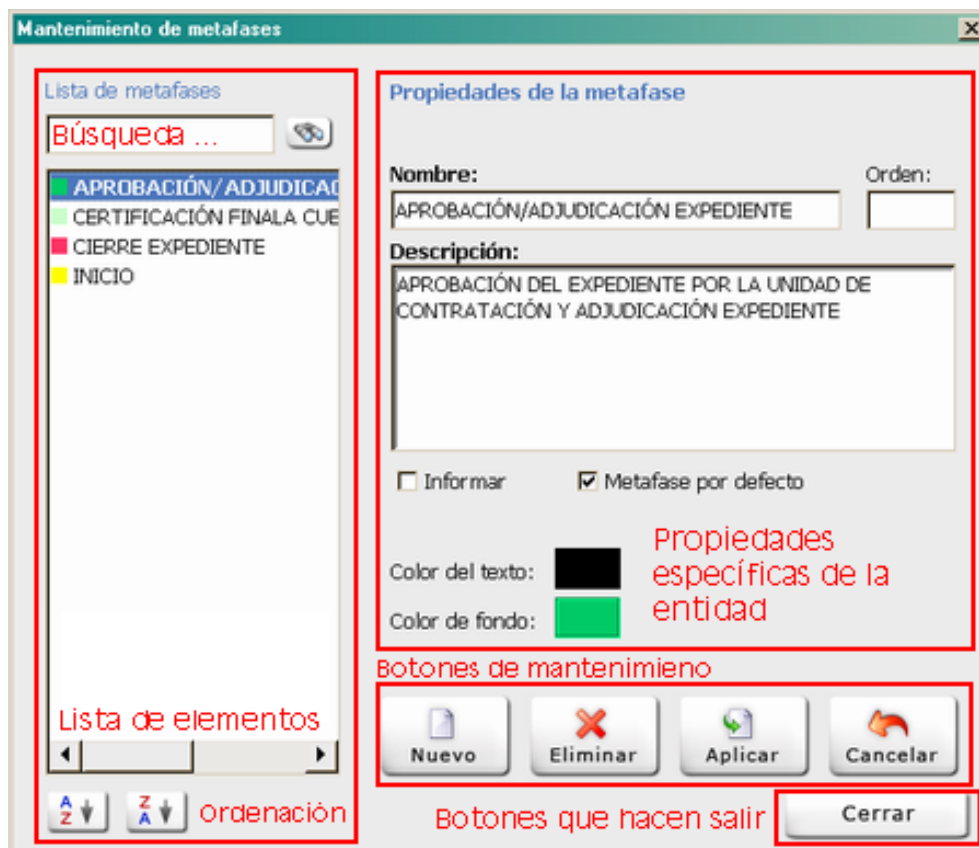 Mantenimiento de metafases
Lista de metafases
Búsqueda ...
APROBACIÓN/ADJUDICAC
CERTIFICACIÓN FINALA CUE
CIERRE EXPEDIENTE
INICIO
Lista de elementos
A Z
Z A
Ordenación
Propiedades de la metafase
Nombre:
Orden:
APROBACIÓN/ADJUDICACIÓN EXPEDIENTE
Descripción:
APROBACIÓN DEL EXPEDIENTE POR LA UNIDAD DE
CONTRATACIÓN Y ADJUDICACIÓN EXPEDIENTE
Informar
Metafase por defecto
Color del texto:
Color de fondo:
Propiedades
específicas de la
entidad
Botones de mantenimieno
Nuevo
Eliminar
Aplicar
Cancelar
Botones que hacen salir
Cerrar